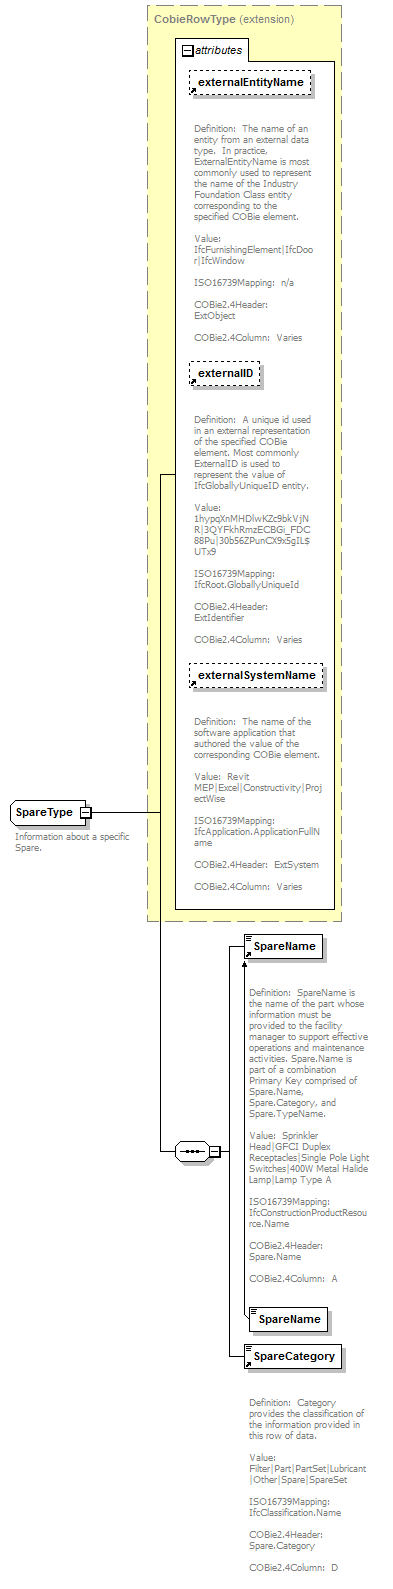 CobieRowType (extension)
attributes
externalEntityName
Definition: The name of an
entity from an external data
type. In practice,
ExternalEntityName is most
commonly used to represent
the name of the Industry
Foundation Class entity
corresponding to the
specified COBie element.
Value:
IfcFurnishingElement|IfcDoo
r|IfcWindow
ISO16739Mapping: n/a
COBie2.4Header:
ExtObject
COBie2.4Column: Varies
externalID
Definition: A unique id used
in an external representation
of the specified COBie
element. Most commonly
ExternalID is used to
represent the value of
IfcGloballyUniqueID entity.
Value:
1hypqXnMHDlwKZc9bkVjN
R|3QYFkhRmzECBGi_FDC
88Pu|30b56ZPunCX9x5gIL$
UTx9
ISO16739Mapping:
IfcRoot.GloballyUniqueId
COBie2.4Header:
ExtIdentifier
COBie2.4Column: Varies
externalSystemName
Definition: The name of the
software application that
authored the value of the
corresponding COBie element.
Value: Revit
MEP|Excel|Constructivity|Proj
ectWise
ISO16739Mapping:
IfcApplication.ApplicationFullN
ame
COBie2.4Header: ExtSystem
COBie2.4Column: Varies
SpareType
Information about a specific
Spare.
SpareName
Definition: SpareName is
the name of the part whose
information must be
provided to the facility
manager to support effective
operations and maintenance
activities. Spare.Name is
part of a combination
Primary Key comprised of
Spare.Name,
Spare.Category, and
Spare.TypeName.
Value: Sprinkler
Head|GFCI Duplex
Receptacles|Single Pole Light
Switches|400W Metal Halide
Lamp|Lamp Type A
ISO16739Mapping:
IfcConstructionProductResou
rce.Name
COBie2.4Header:
Spare.Name
COBie2.4Column: A
SpareName
SpareCategory
Definition: Category
provides the classification of
the information provided in
this row of data.
Value:
Filter|Part|PartSet|Lubricant
|Other|Spare|SpareSet
ISO16739Mapping:
IfcClassification.Name
COBie2.4Header:
Spare.Category
COBie2.4Column: D